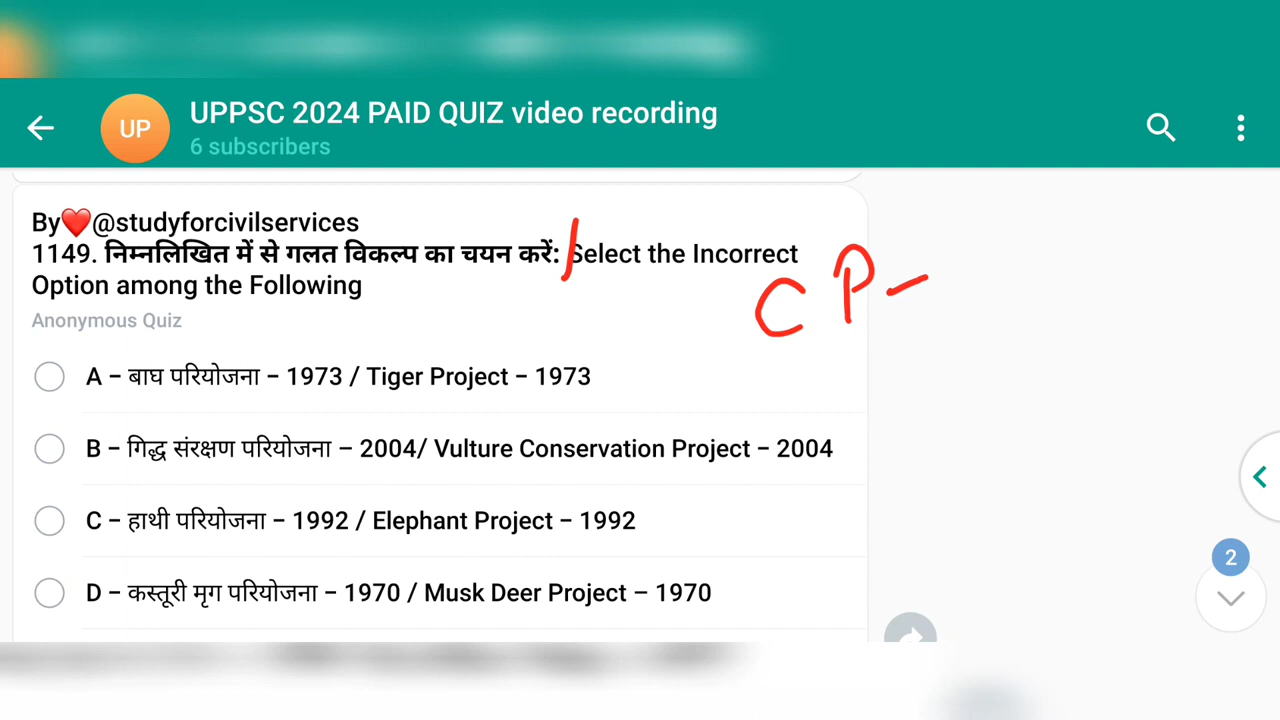 UP
UPPSC 2024 PAID QUIZ video recording
6 subscribers
By❤️@studyforcivilservices
1149. निम्नलिखित में से गलत विकल्प का चयन करें: Select the Incorrect
Option among the Following
C P -
Anonymous Quiz
A – बाघ परियोजना – 1973 / Tiger Project – 1973
B – गिद्ध संरक्षण परियोजना – 2004/ Vulture Conservation Project – 2004
C – हाथी परियोजना – 1992 / Elephant Project – 1992
D – कस्तूरी मृग परियोजना – 1970 / Musk Deer Project – 1970
2